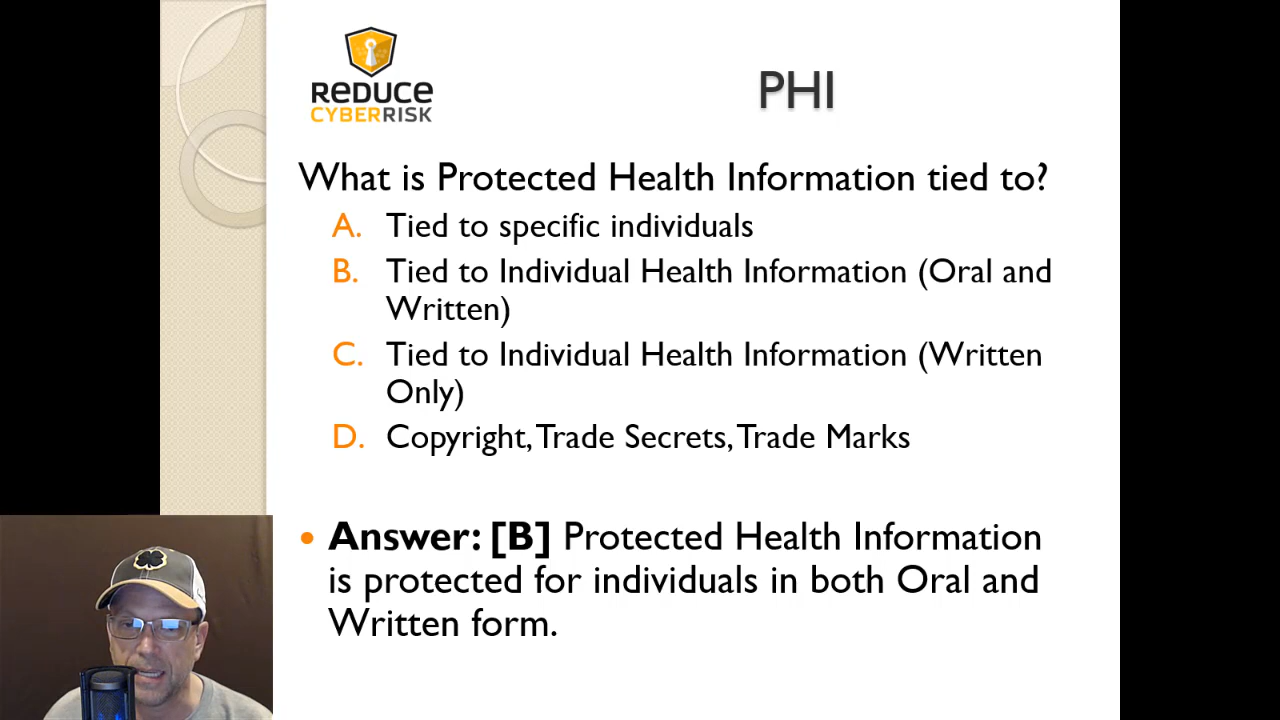 REDUCE
CYBERRISK
PHI
What is Protected Health Information tied to?
A. Tied to specific individuals
B. Tied to Individual Health Information (Oral and
Written)
C. Tied to Individual Health Information (Written
Only)
D. Copyright, Trade Secrets, Trade Marks
• Answer: [B] Protected Health Information
is protected for individuals in both Oral and
Written form.